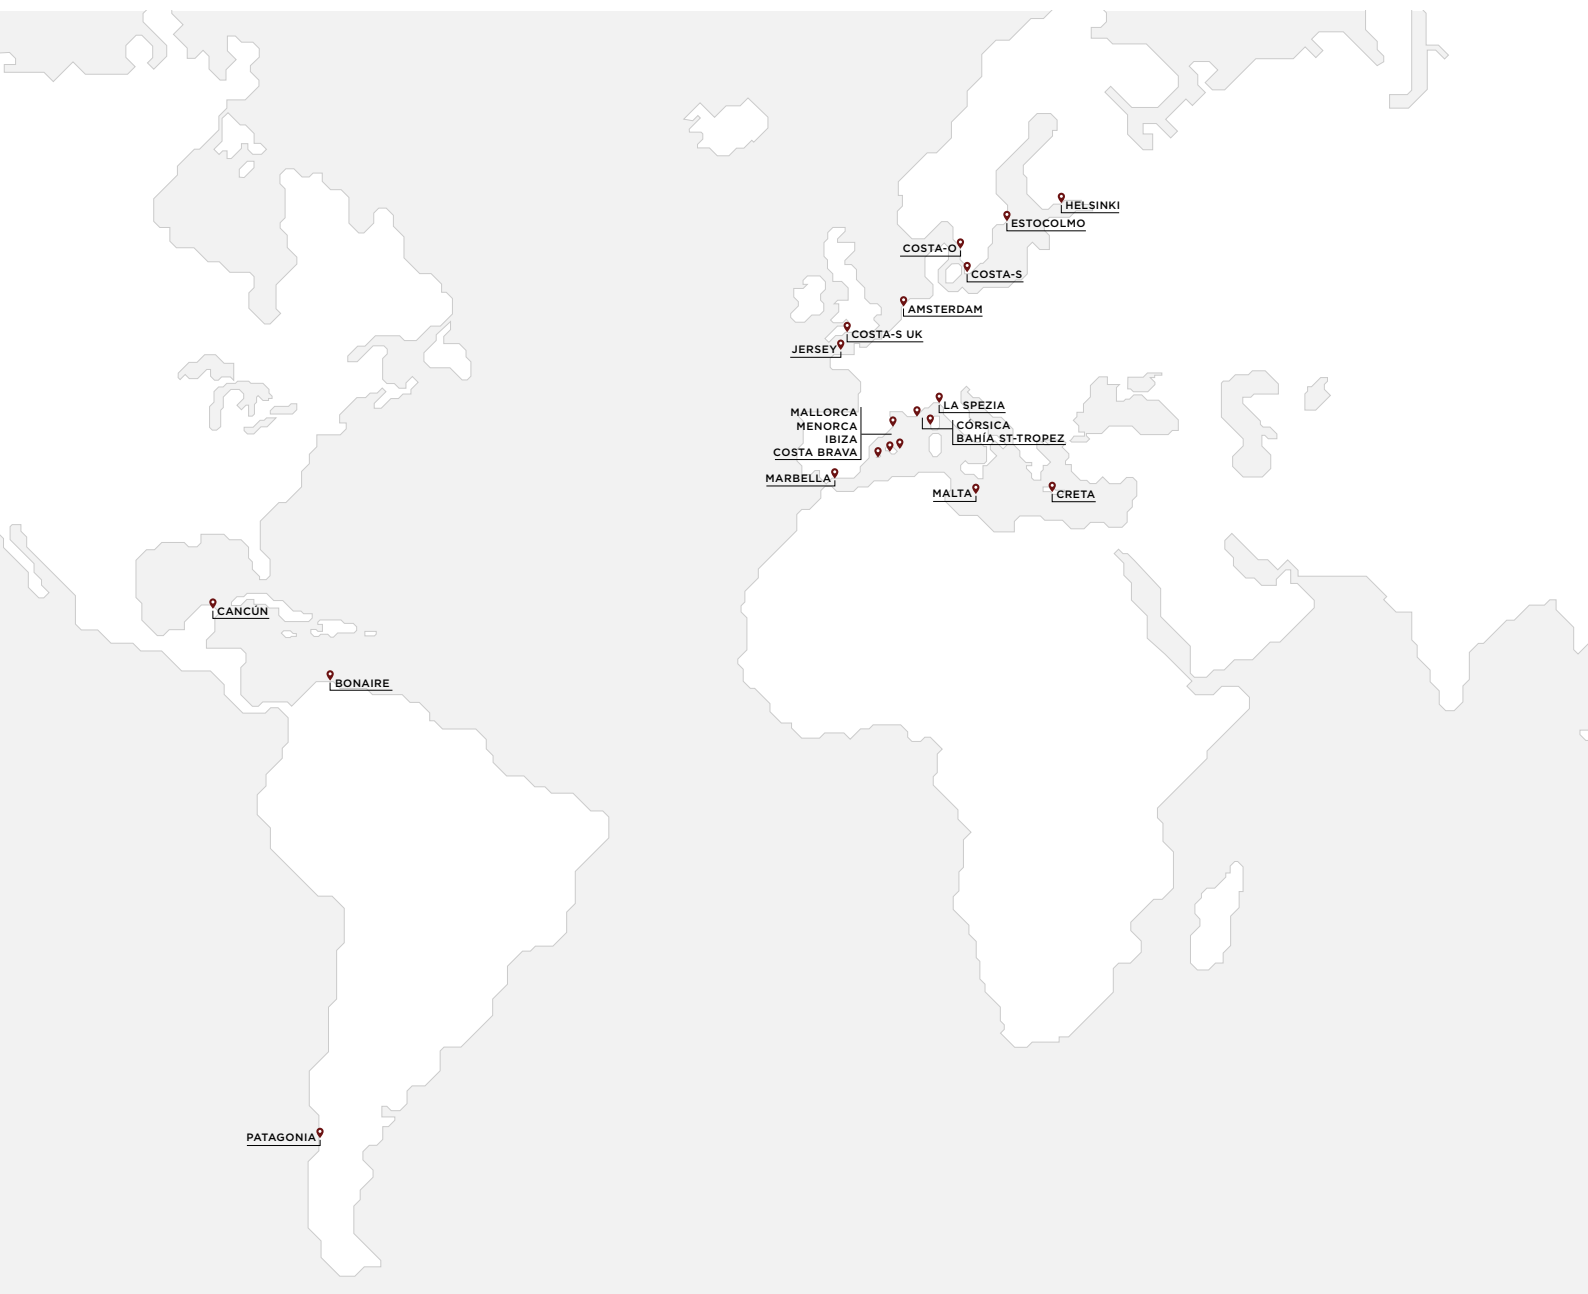 HELSINKI
ESTOCOLMO
COSTA-O
COSTA-S
AMSTERDAM
COSTA-S UK
JERSEY
LA SPEZIA
MALLORCA
MENORCA
IBIZA
COSTA BRAVA
CÓRSICA
BAHÍA ST-TROPEZ
MARBELLA
MALTA
CRETA
CANCÚN
BONAIRE
PATAGONIA